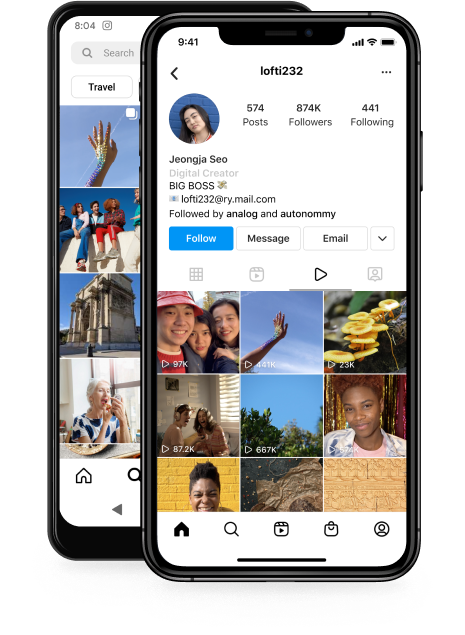 8:04
Search
Travel
9:41
lofti232
574 874K 441
Posts Followers Following
Jeongja Seo
Digital Creator
BIG BOSS 💸
📧 lofti232@ry.mail.com
Followed by analog and autonommy
Follow Message Email
97K 441K 23K
87.2K 667K